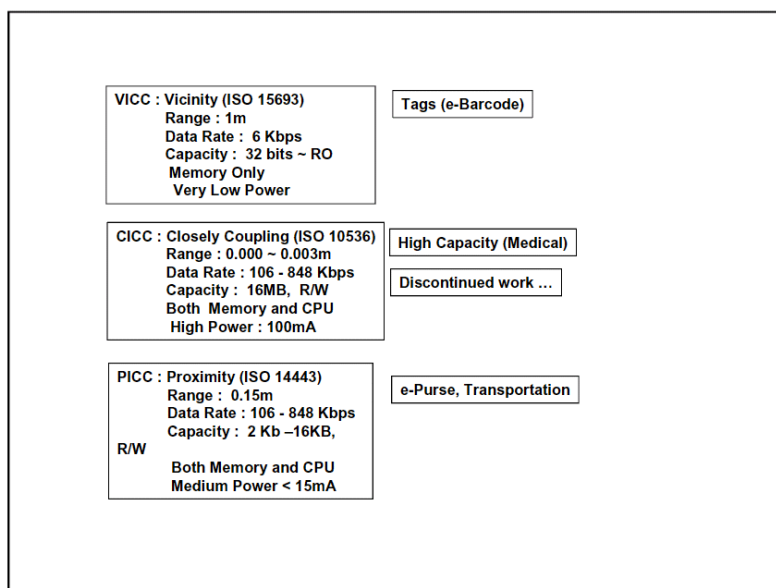 VICC : Vicinity (ISO 15693)
Range : 1m
Data Rate :  6 Kbps
Capacity :  32 bits ~ RO
Memory Only
Very Low Power
Tags (e-Barcode)
CICC : Closely Coupling (ISO 10536)
Range : 0.000 ~ 0.003m
Data Rate : 106 - 848 Kbps
Capacity :  16MB,  R/W
Both  Memory and CPU
High Power : 100mA
High Capacity (Medical)
Discontinued work …
PICC : Proximity (ISO 14443)
Range :  0.15m
Data Rate : 106 - 848 Kbps
Capacity :  2 Kb –16KB,
R/W
Both Memory and CPU
Medium Power < 15mA
e-Purse, Transportation